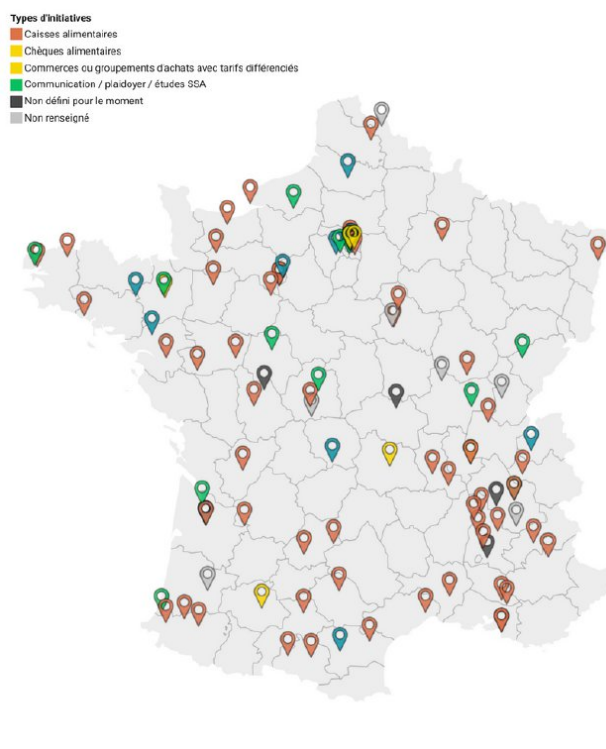 Types d'initiatives
Caisses alimentaires
Chèques alimentaires
Commerces ou groupements d'achats avec tarifs différenciés
Communication / plaidoyer / études SSA
Non défini pour le moment
Non renseigné